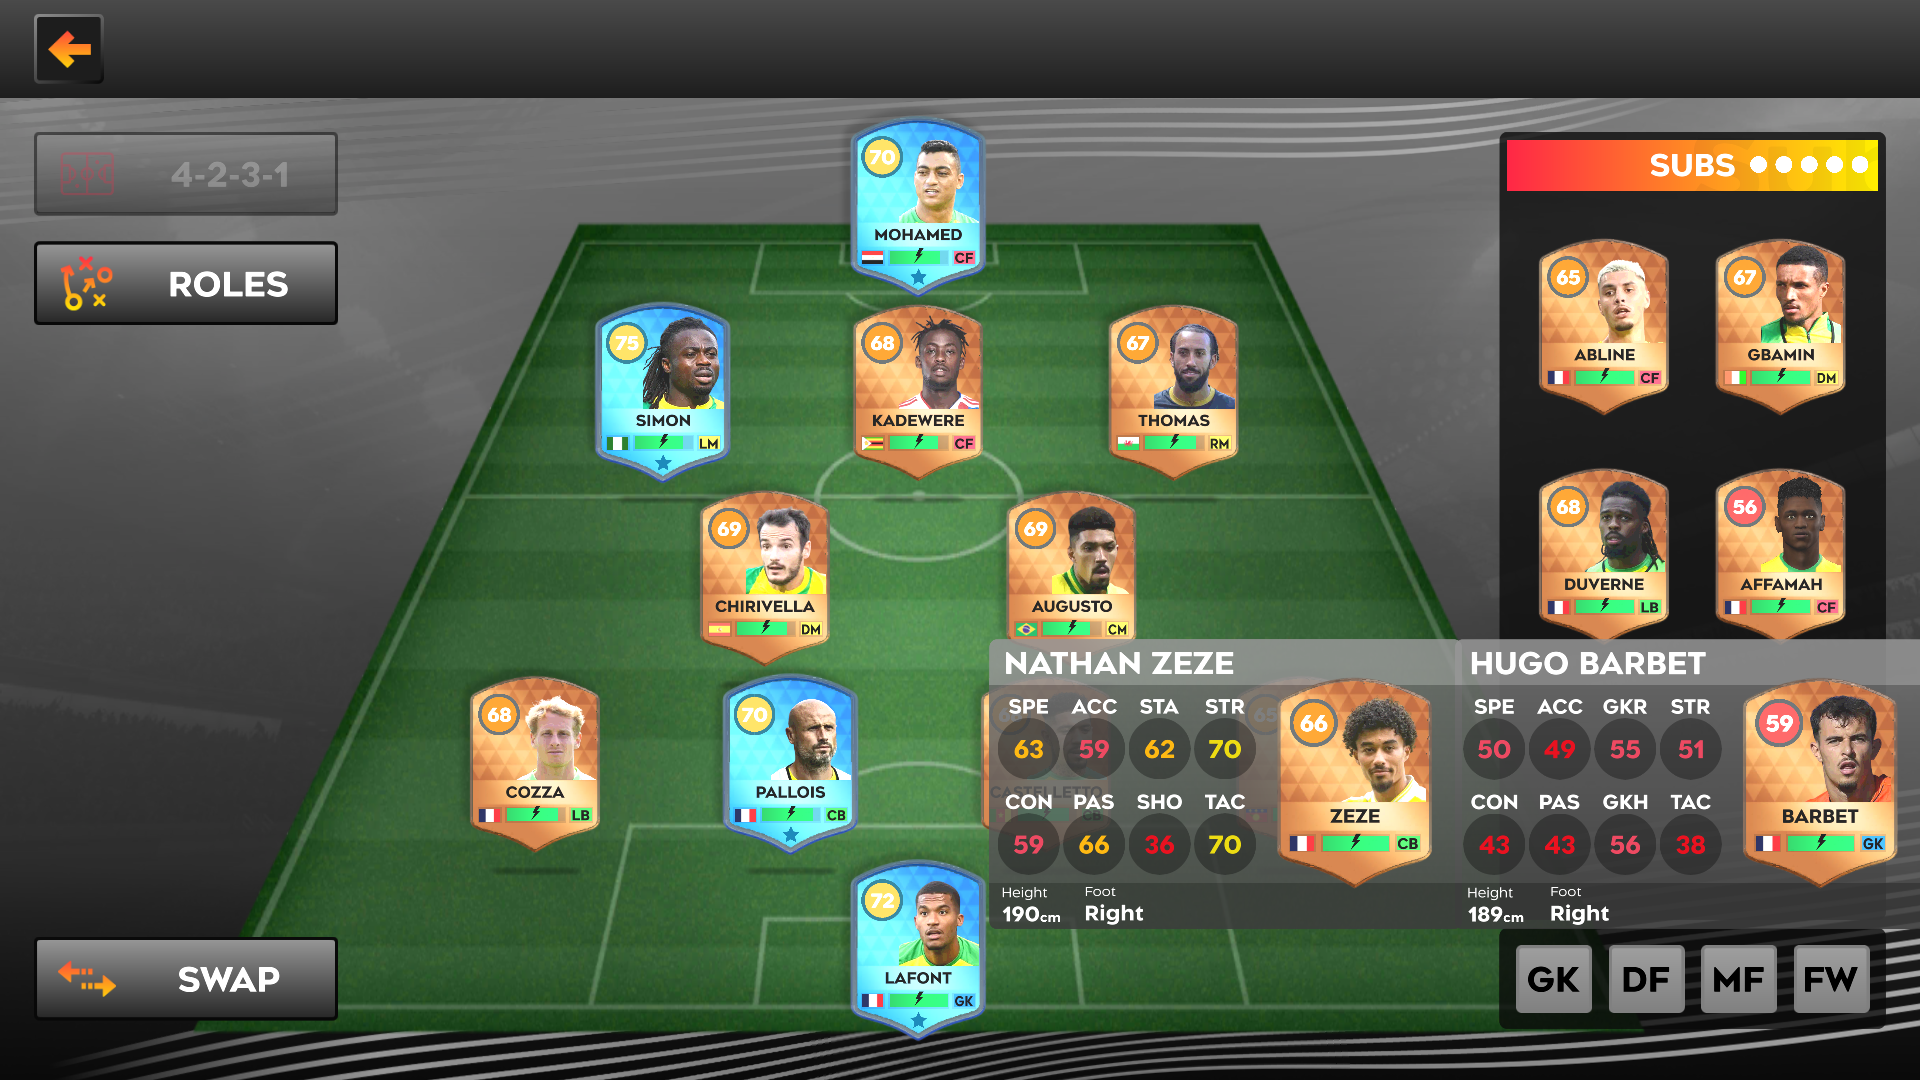 4-2-3-1
ROLES
SWAP
70
MOHAMED
CF
75
SIMON
LM
68
KADEWERE
CF
67
THOMAS
RM
69
CHIRIVELLA
DM
69
AUGUSTO
CM
68
COZZA
LB
70
PALLOIS
CB
CASTELLETTO
CB
65
72
LAFONT
GK
SUBS
65
ABLINE
CF
67
GBAMIN
DM
68
DUVERNE
LB
56
AFFAMAH
CF
NATHAN ZEZE
SPE ACC STA STR
63 59 62 70
CON PAS SHO TAC
59 66 36 70
Height Foot
190cm Right
66
ZEZE
CB
HUGO BARBET
SPE ACC GKR STR
50 49 55 51
CON PAS GKH TAC
43 43 56 38
Height Foot
189cm Right
59
BARBET
GK
GK DF MF FW